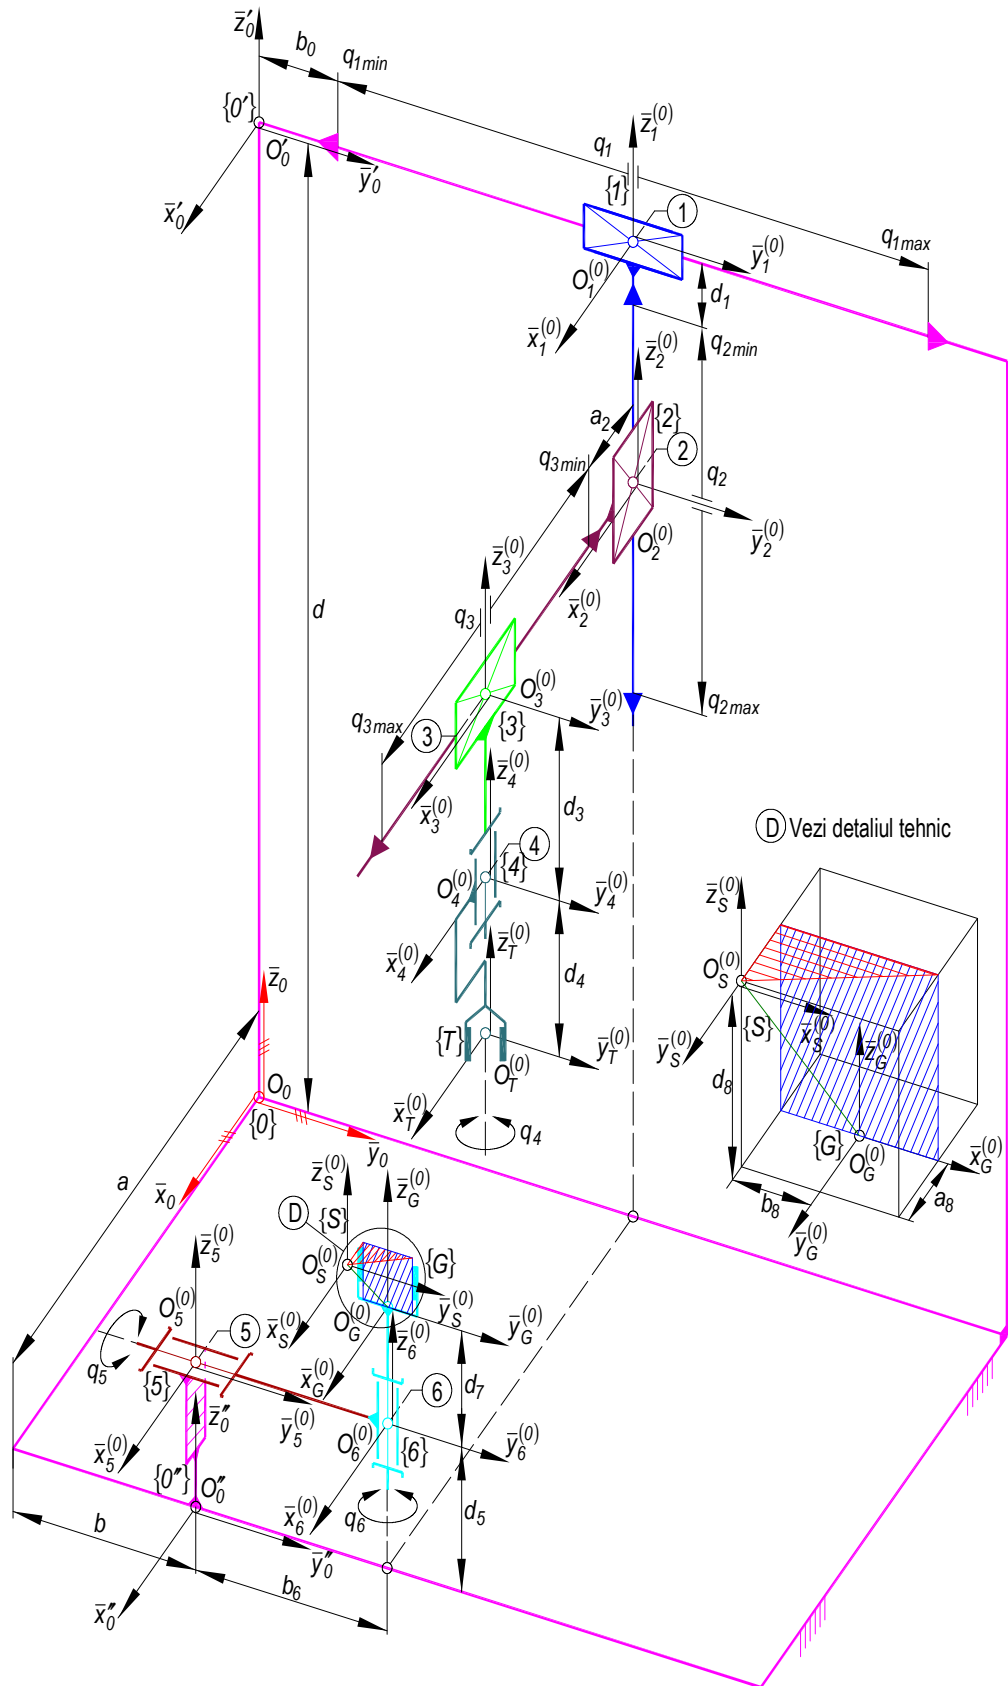 z̄′₀
b₀
q₁min
{0′}
O′₀
ȳ′₀
x̄′₀
q₁
z̄₁⁽⁰⁾
{1}
1
q₁max
ȳ₁⁽⁰⁾
O₁⁽⁰⁾
d₁
x̄₁⁽⁰⁾
q₂min
z̄₂⁽⁰⁾
a₂
{2}
q₃min
2
q₂
ȳ₂⁽⁰⁾
O₂⁽⁰⁾
z̄₃⁽⁰⁾
x̄₂⁽⁰⁾
d
q₃
O₃⁽⁰⁾
ȳ₃⁽⁰⁾
q₂max
q₃max
3
{3}
z̄₄⁽⁰⁾
x̄₃⁽⁰⁾
d₃
D Vezi detaliul tehnic
4
{4}
O₄⁽⁰⁾
ȳ₄⁽⁰⁾
z̄S⁽⁰⁾
z̄T⁽⁰⁾
x̄₄⁽⁰⁾
d₄
z̄₀
OS⁽⁰⁾
{S}
x̄S⁽⁰⁾
ȳS⁽⁰⁾
z̄G⁽⁰⁾
{T}
ȳT⁽⁰⁾
OT⁽⁰⁾
d₈
O₀
{0}
x̄T⁽⁰⁾
q₄
ȳ₀
{G}
OG⁽⁰⁾
x̄G⁽⁰⁾
a
x̄₀
b₈
a₈
ȳG⁽⁰⁾
z̄S⁽⁰⁾
z̄G⁽⁰⁾
D
{S}
z̄₅⁽⁰⁾
OS⁽⁰⁾
{G}
O₅⁽⁰⁾
ȳS⁽⁰⁾
OG⁽⁰⁾
ȳG⁽⁰⁾
5
x̄S⁽⁰⁾
z̄₆⁽⁰⁾
q₅
{5}
x̄G⁽⁰⁾
d₇
6
z̄″₀
ȳ₅⁽⁰⁾
x̄₅⁽⁰⁾
O₆⁽⁰⁾
{6}
ȳ₆⁽⁰⁾
{0″}
O″₀
x̄₆⁽⁰⁾
q₆
d₅
b
ȳ″₀
b₆
x̄″₀